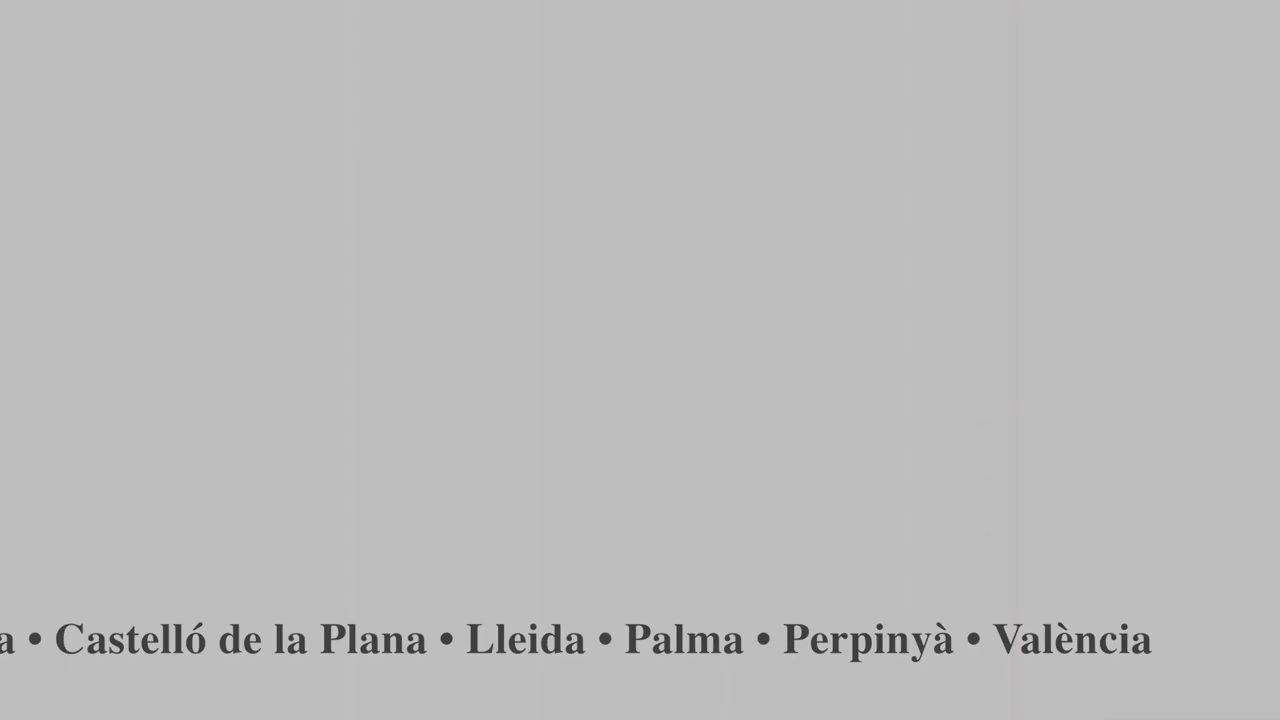 a • Castelló de la Plana • Lleida • Palma • Perpinyà • València